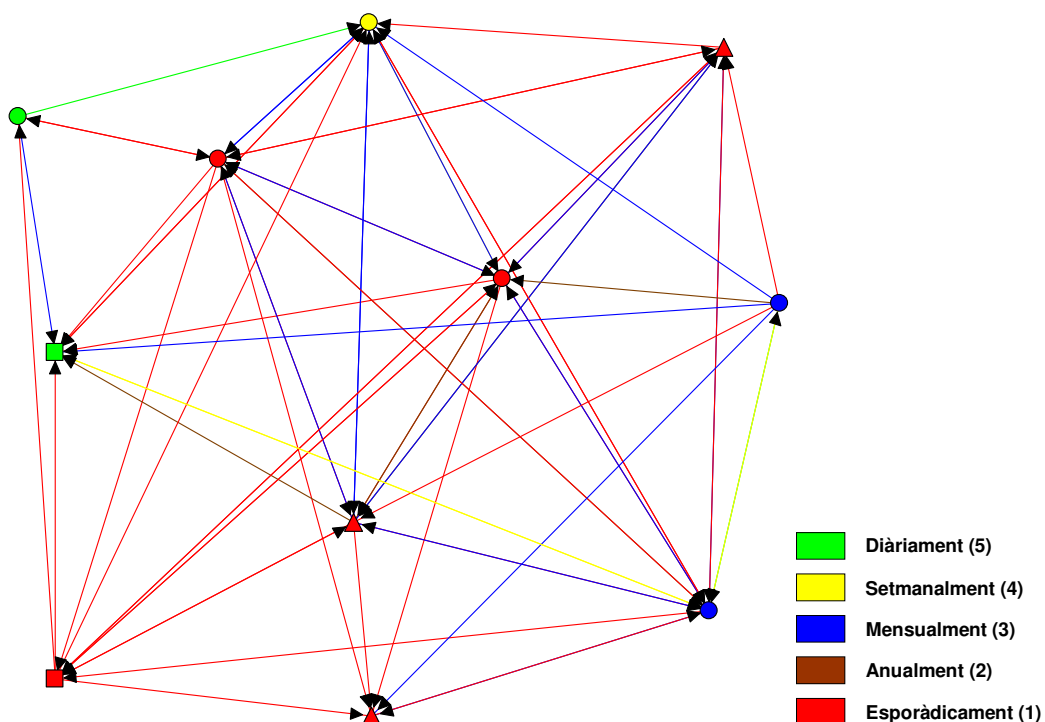 Diàriament (5)
Setmanalment (4)
Mensualment (3)
Anualment (2)
Esporàdicament (1)